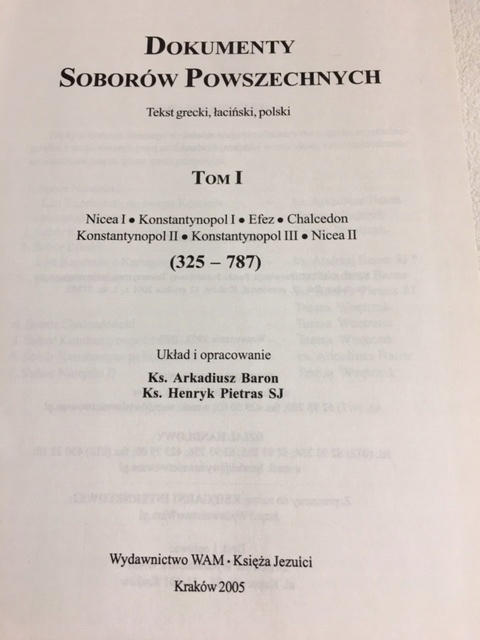 DOKUMENTY
SOBORÓW POWSZECHNYCH
Tekst grecki, łaciński, polski
TOM I
Nicea I • Konstantynopol I • Efez • Chalcedon
Konstantynopol II • Konstantynopol III • Nicea II
(325 – 787)
Układ i opracowanie
Ks. Arkadiusz Baron
Ks. Henryk Pietras SJ
Wydawnictwo WAM • Księża Jezuici
Kraków 2005